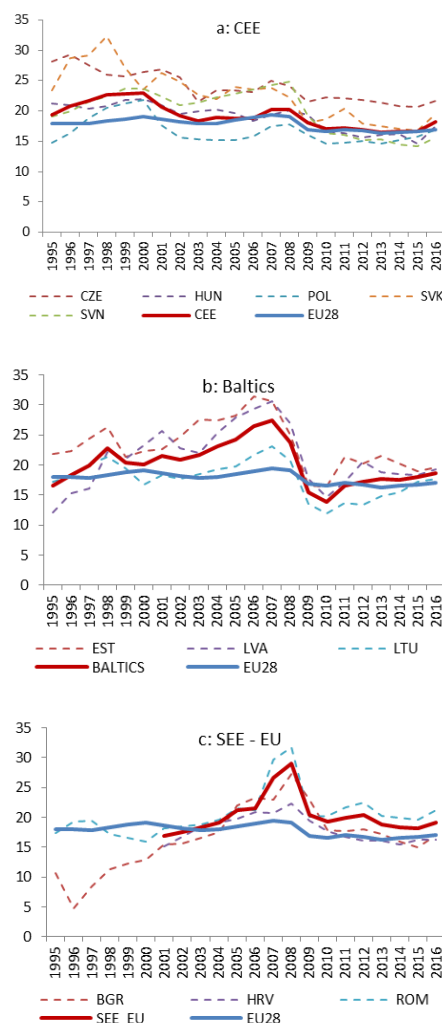 a: CEE
35
30
25
20
15
10
5
0
1995 1996 1997 1998 1999 2000 2001 2002 2003 2004 2005 2006 2007 2008 2009 2010 2011 2012 2013 2014 2015 2016
CZE HUN POL SVK
SVN CEE EU28
b: Baltics
35
30
25
20
15
10
5
0
1995 1996 1997 1998 1999 2000 2001 2002 2003 2004 2005 2006 2007 2008 2009 2010 2011 2012 2013 2014 2015 2016
EST LVA LTU
BALTICS EU28
c: SEE - EU
35
30
25
20
15
10
5
0
1995 1996 1997 1998 1999 2000 2001 2002 2003 2004 2005 2006 2007 2008 2009 2010 2011 2012 2013 2014 2015 2016
BGR HRV ROM
SEE_EU EU28